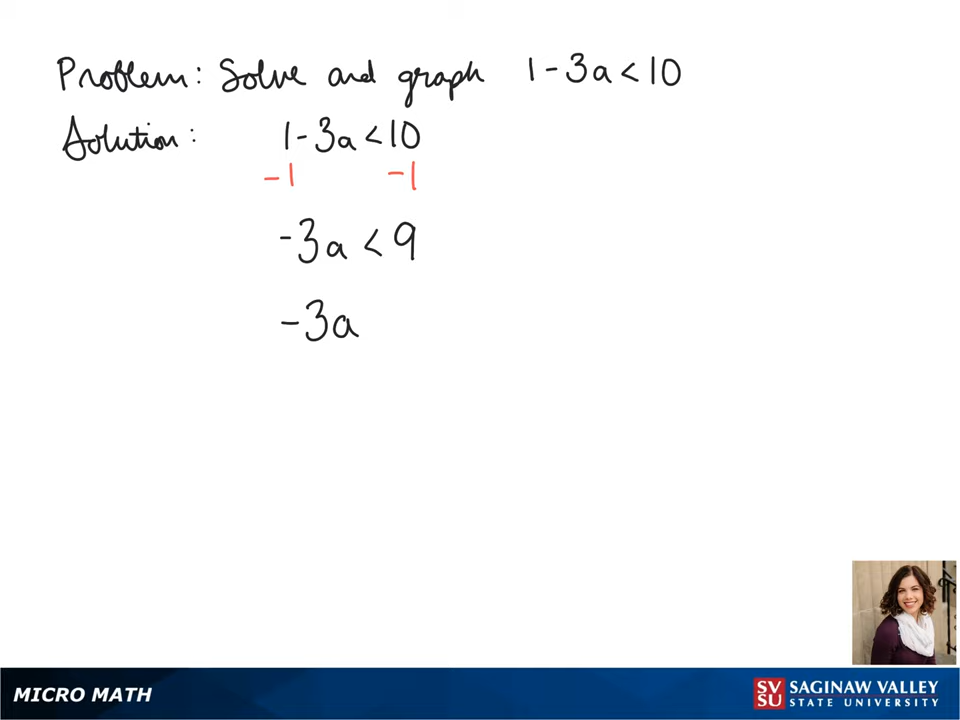 Problem: Solve and graph 1-3a<10
Solution: 1-3a<10
-1 -1
-3a<9
-3a
MICRO MATH
SV
SU
SAGINAW VALLEY
STATE UNIVERSITY